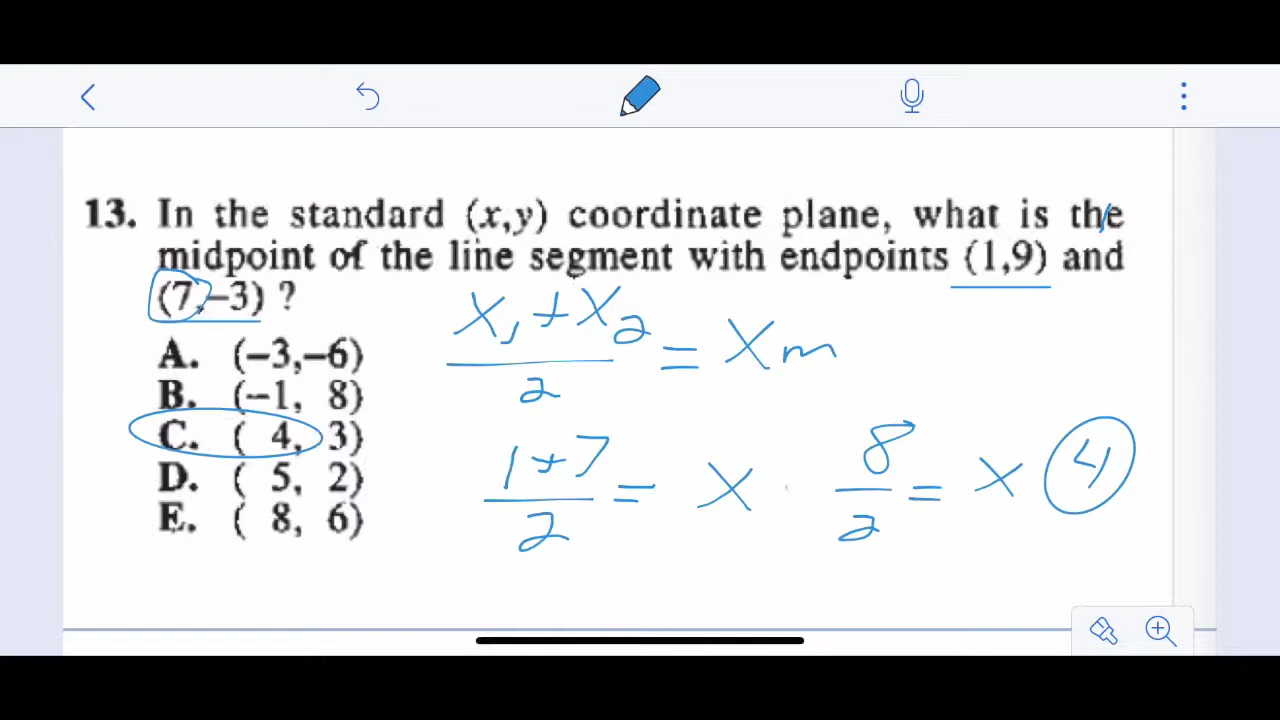 13. In the standard (x,y) coordinate plane, what is the
midpoint of the line segment with endpoints (1,9) and
(7,–3) ?
A. (–3,–6)
B. (–1, 8)
C. ( 4, 3)
D. ( 5, 2)
E. ( 8, 6)
X₁ + X₂
2
= Xm
1+7
2
= X
8
2
= X 4